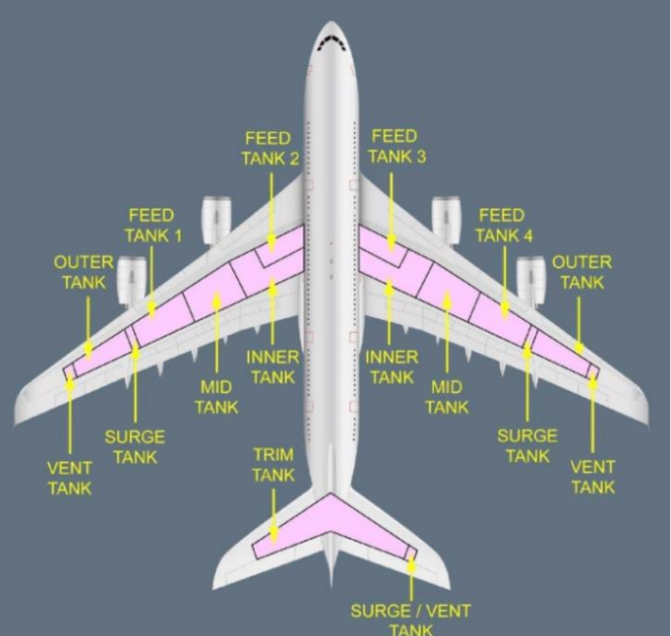 FEED
TANK 2
FEED
TANK 3
FEED
TANK 1
FEED
TANK 4
OUTER
TANK
OUTER
TANK
INNER
TANK
INNER
TANK
MID
TANK
MID
TANK
SURGE
TANK
SURGE
TANK
VENT
TANK
TRIM
TANK
VENT
TANK
SURGE / VENT
TANK